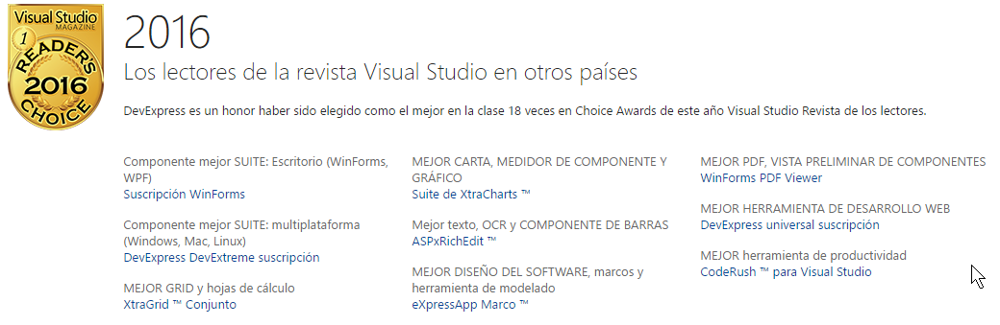 Visual Studio
MAGAZINE
1
READERS
2016
CHOICE
2016
Los lectores de la revista Visual Studio en otros países
DevExpress es un honor haber sido elegido como el mejor en la clase 18 veces en Choice Awards de este año Visual Studio Revista de los lectores.
Componente mejor SUITE: Escritorio (WinForms,
WPF)
Suscripción WinForms
Componente mejor SUITE: multiplataforma
(Windows, Mac, Linux)
DevExpress DevExtreme suscripción
MEJOR GRID y hojas de cálculo
XtraGrid ™ Conjunto
MEJOR CARTA, MEDIDOR DE COMPONENTE Y
GRÁFICO
Suite de XtraCharts ™
Mejor texto, OCR y COMPONENTE DE BARRAS
ASPxRichEdit ™
MEJOR DISEÑO DEL SOFTWARE, marcos y
herramienta de modelado
eXpressApp Marco ™
MEJOR PDF, VISTA PRELIMINAR DE COMPONENTES
WinForms PDF Viewer
MEJOR HERRAMIENTA DE DESARROLLO WEB
DevExpress universal suscripción
MEJOR herramienta de productividad
CodeRush ™ para Visual Studio